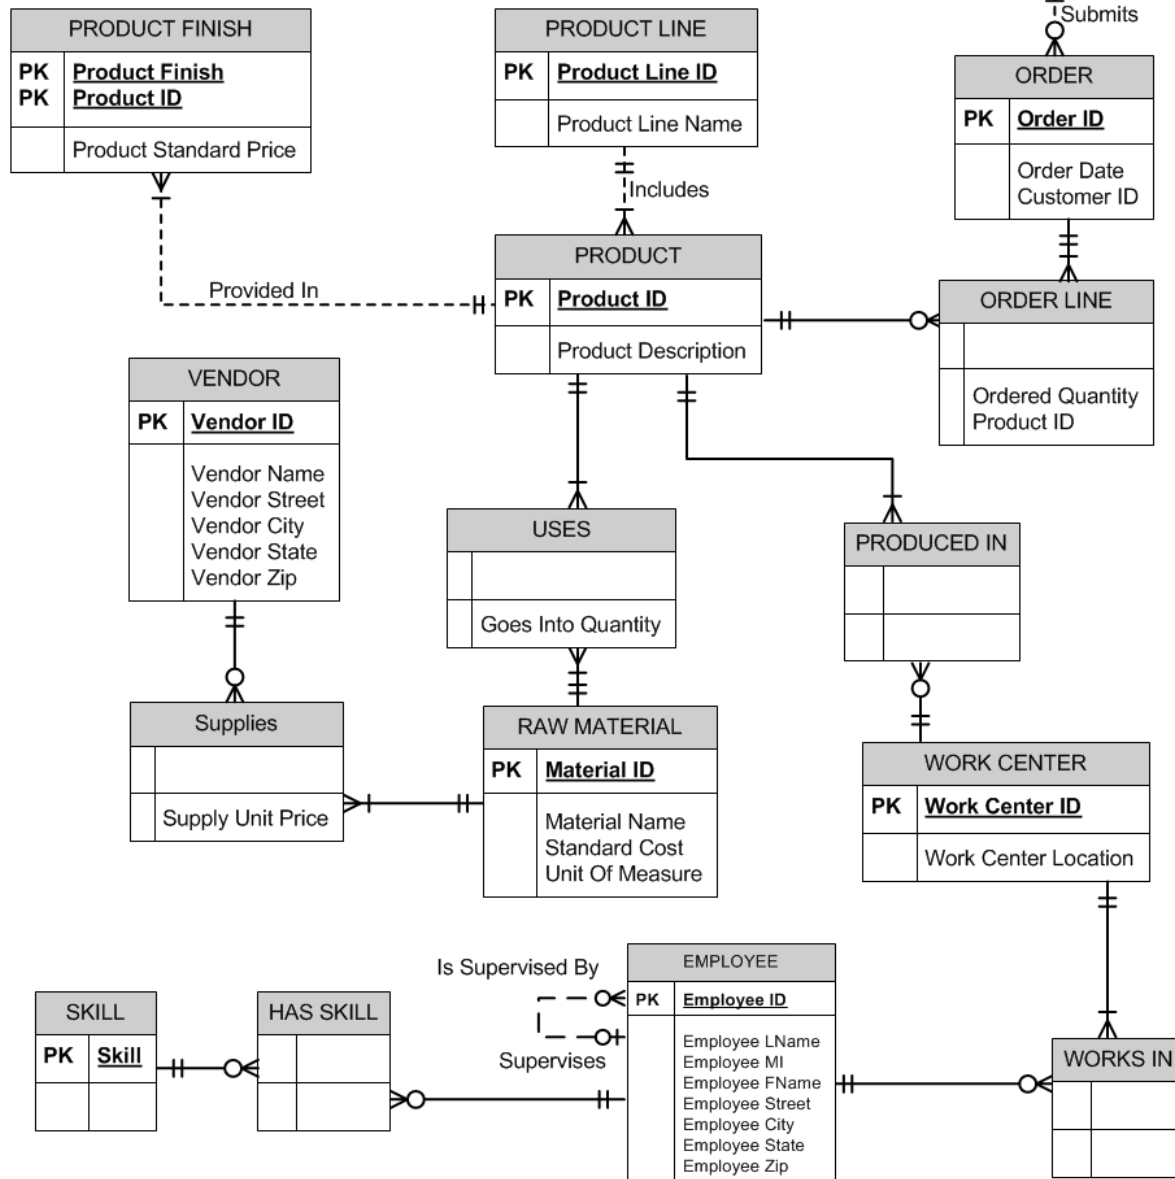 PRODUCT FINISH
PK Product Finish
PK Product ID
Product Standard Price
PRODUCT LINE
PK Product Line ID
Product Line Name
Submits
ORDER
PK Order ID
Order Date
Customer ID
Includes
Provided In
PRODUCT
PK Product ID
Product Description
ORDER LINE
Ordered Quantity
Product ID
VENDOR
PK Vendor ID
Vendor Name
Vendor Street
Vendor City
Vendor State
Vendor Zip
USES
Goes Into Quantity
PRODUCED IN
Supplies
Supply Unit Price
RAW MATERIAL
PK Material ID
Material Name
Standard Cost
Unit Of Measure
WORK CENTER
PK Work Center ID
Work Center Location
SKILL
PK Skill
HAS SKILL
Is Supervised By
Supervises
EMPLOYEE
PK Employee ID
Employee LName
Employee MI
Employee FName
Employee Street
Employee City
Employee State
Employee Zip
WORKS IN